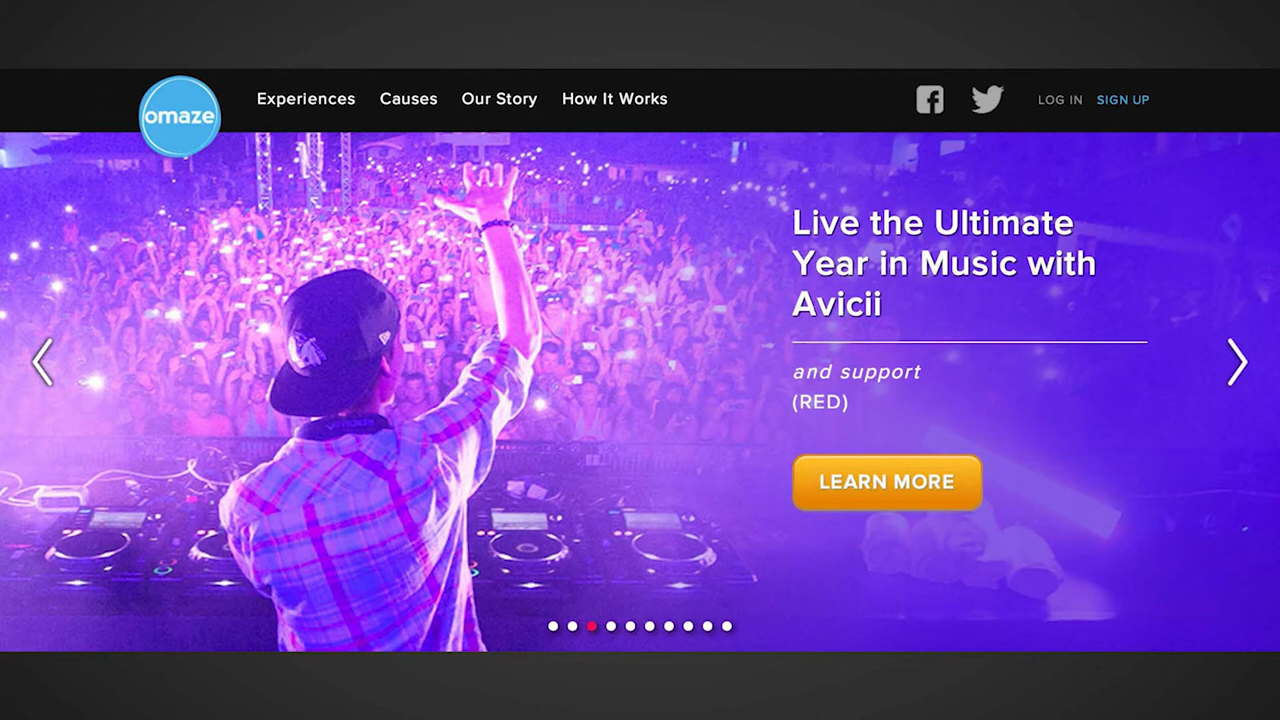 omaze
Experiences
Causes
Our Story
How It Works
LOG IN
SIGN UP
Live the Ultimate
Year in Music with
Avicii
and support
(RED)
LEARN MORE